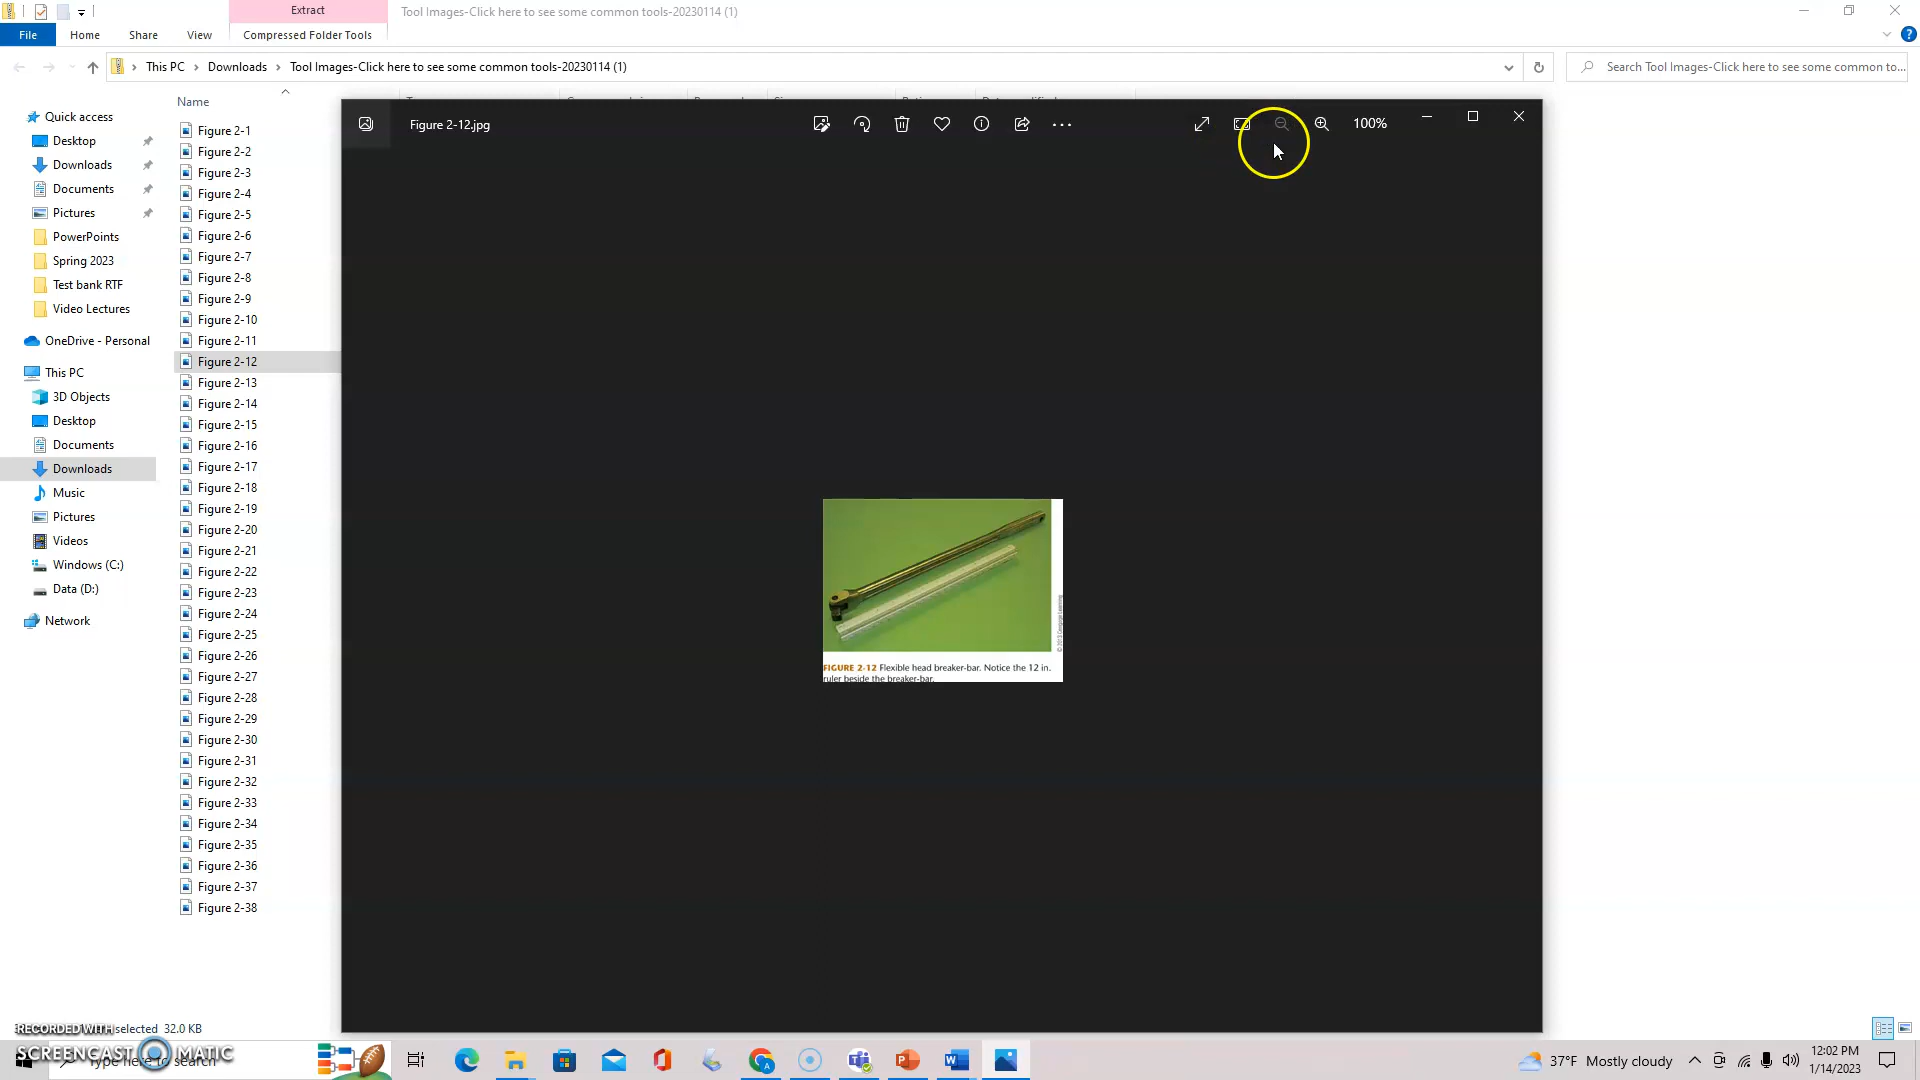 Extract
Tool Images-Click here to see some common tools-20230114 (1)
File Home Share View Compressed Folder Tools
This PC Downloads Tool Images-Click here to see some common tools-20230114 (1)
Search Tool Images-Click here to see some common to...
Quick access
Desktop
Downloads
Documents
Pictures
PowerPoints
Spring 2023
Test bank RTF
Video Lectures
OneDrive - Personal
This PC
3D Objects
Desktop
Documents
Downloads
Music
Pictures
Videos
Windows (C:)
Data (D:)
Network
Name
Figure 2-1
Figure 2-2
Figure 2-3
Figure 2-4
Figure 2-5
Figure 2-6
Figure 2-7
Figure 2-8
Figure 2-9
Figure 2-10
Figure 2-11
Figure 2-12
Figure 2-13
Figure 2-14
Figure 2-15
Figure 2-16
Figure 2-17
Figure 2-18
Figure 2-19
Figure 2-20
Figure 2-21
Figure 2-22
Figure 2-23
Figure 2-24
Figure 2-25
Figure 2-26
Figure 2-27
Figure 2-28
Figure 2-29
Figure 2-30
Figure 2-31
Figure 2-32
Figure 2-33
Figure 2-34
Figure 2-35
Figure 2-36
Figure 2-37
Figure 2-38
Figure 2-12.jpg
100%
© 2013 Cengage Learning
FIGURE 2-12 Flexible head breaker-bar. Notice the 12 in.
ruler beside the breaker-bar.
selected 32.0 KB
RECORDED WITH
SCREENCAST MATIC
Type here to search
37°F Mostly cloudy
12:02 PM
1/14/2023